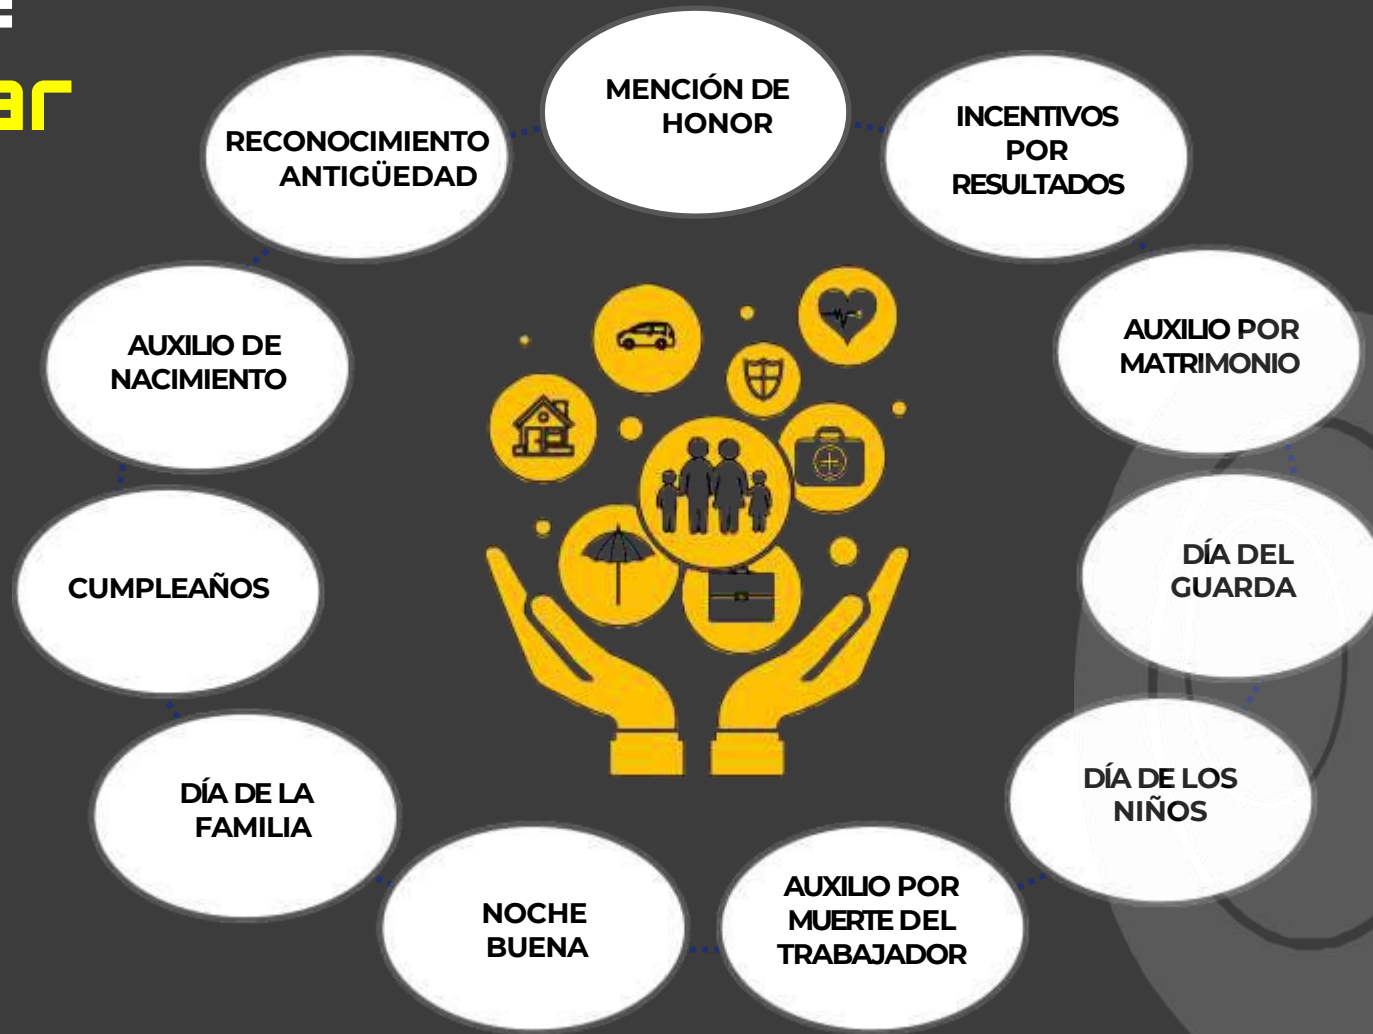 ar
MENCIÓN DE
HONOR
INCENTIVOS
POR
RESULTADOS
AUXILIO POR
MATRIMONIO
DÍA DEL
GUARDA
DÍA DE LOS
NIÑOS
AUXILIO POR
MUERTE DEL
TRABAJADOR
NOCHE
BUENA
DÍA DE LA
FAMILIA
CUMPLEAÑOS
AUXILIO DE
NACIMIENTO
RECONOCIMIENTO
ANTIGÜEDAD